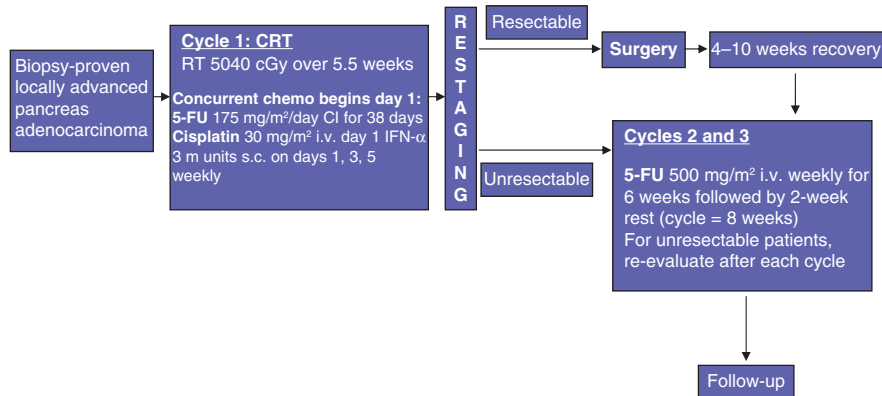 Biopsy-proven
locally advanced
pancreas
adenocarcinoma
Cycle 1: CRT
RT 5040 cGy over 5.5 weeks
Concurrent chemo begins day 1:
5-FU 175 mg/m²/day CI for 38 days
Cisplatin 30 mg/m² i.v. day 1 IFN-α
3 m units s.c. on days 1, 3, 5
weekly
RESTAGING
Resectable
Surgery
4–10 weeks recovery
Unresectable
Cycles 2 and 3
5-FU 500 mg/m² i.v. weekly for
6 weeks followed by 2-week
rest (cycle = 8 weeks)
For unresectable patients,
re-evaluate after each cycle
Follow-up